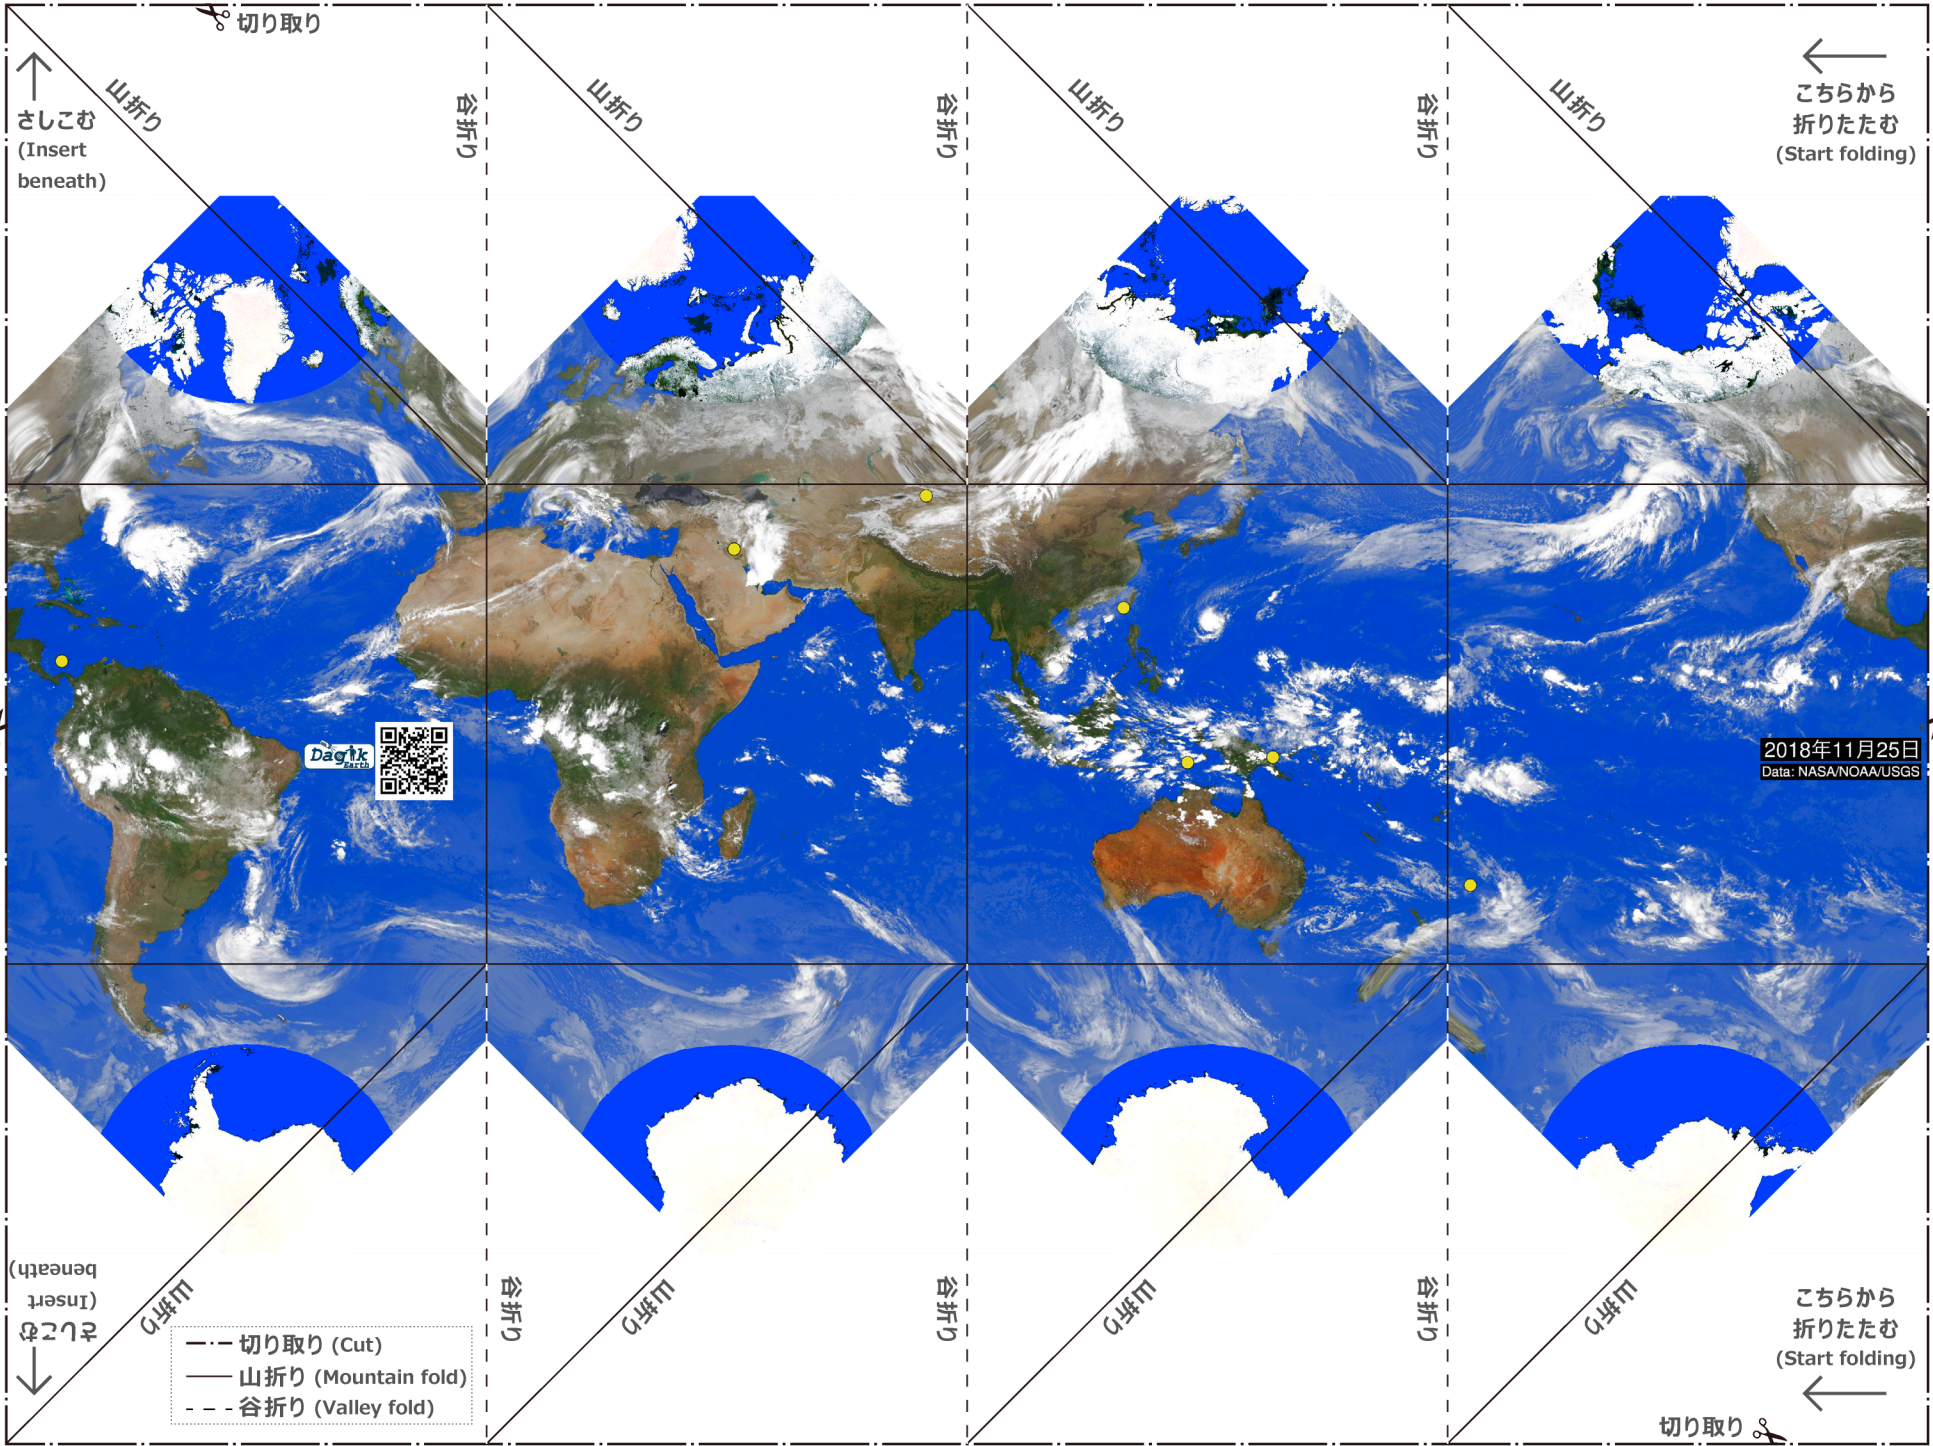 切り取り
山折り
谷折り
山折り
谷折り
山折り
谷折り
山折り
さしこむ
(Insert
beneath)
こちらから
折りたたむ
(Start folding)
Dagik
Earth
2018年11月25日
Data: NASA/NOAA/USGS
さしこむ
(Insert
beneath)
山折り
谷折り
山折り
谷折り
山折り
谷折り
山折り
切り取り (Cut)
山折り (Mountain fold)
谷折り (Valley fold)
こちらから
折りたたむ
(Start folding)
切り取り